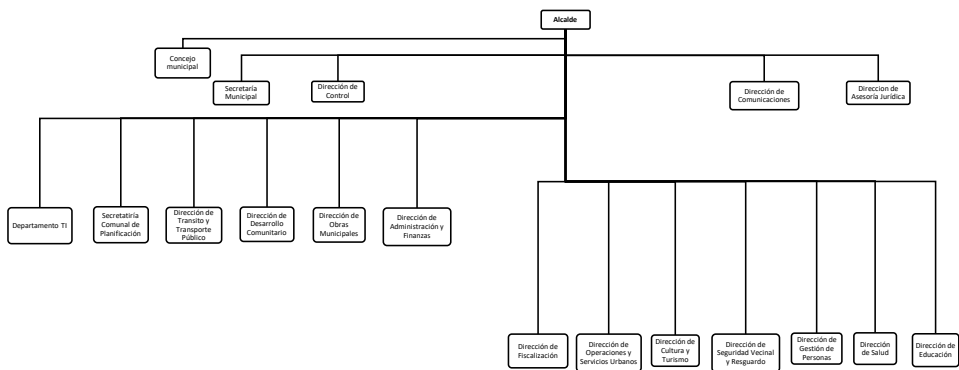 Alcalde
Concejo
municipal
Secretaría
Municipal
Dirección de
Control
Dirección de
Comunicaciones
Direccion de
Asesoría Jurídica
Departamento TI
Secretatiría
Comunal de
Planificación
Dirección de
Transito y
Transporte
Público
Dirección de
Desarrollo
Comunitario
Dirección de
Obras
Municipales
Dirección de
Administración y
Finanzas
Dirección de
Fiscalización
Dirección de
Operaciones y
Servicios Urbanos
Dirección de
Cultura y
Turismo
Dirección de
Seguridad Vecinal
y Resguardo
Dirección de
Gestión de
Personas
Dirección
de Salud
Dirección de
Educación